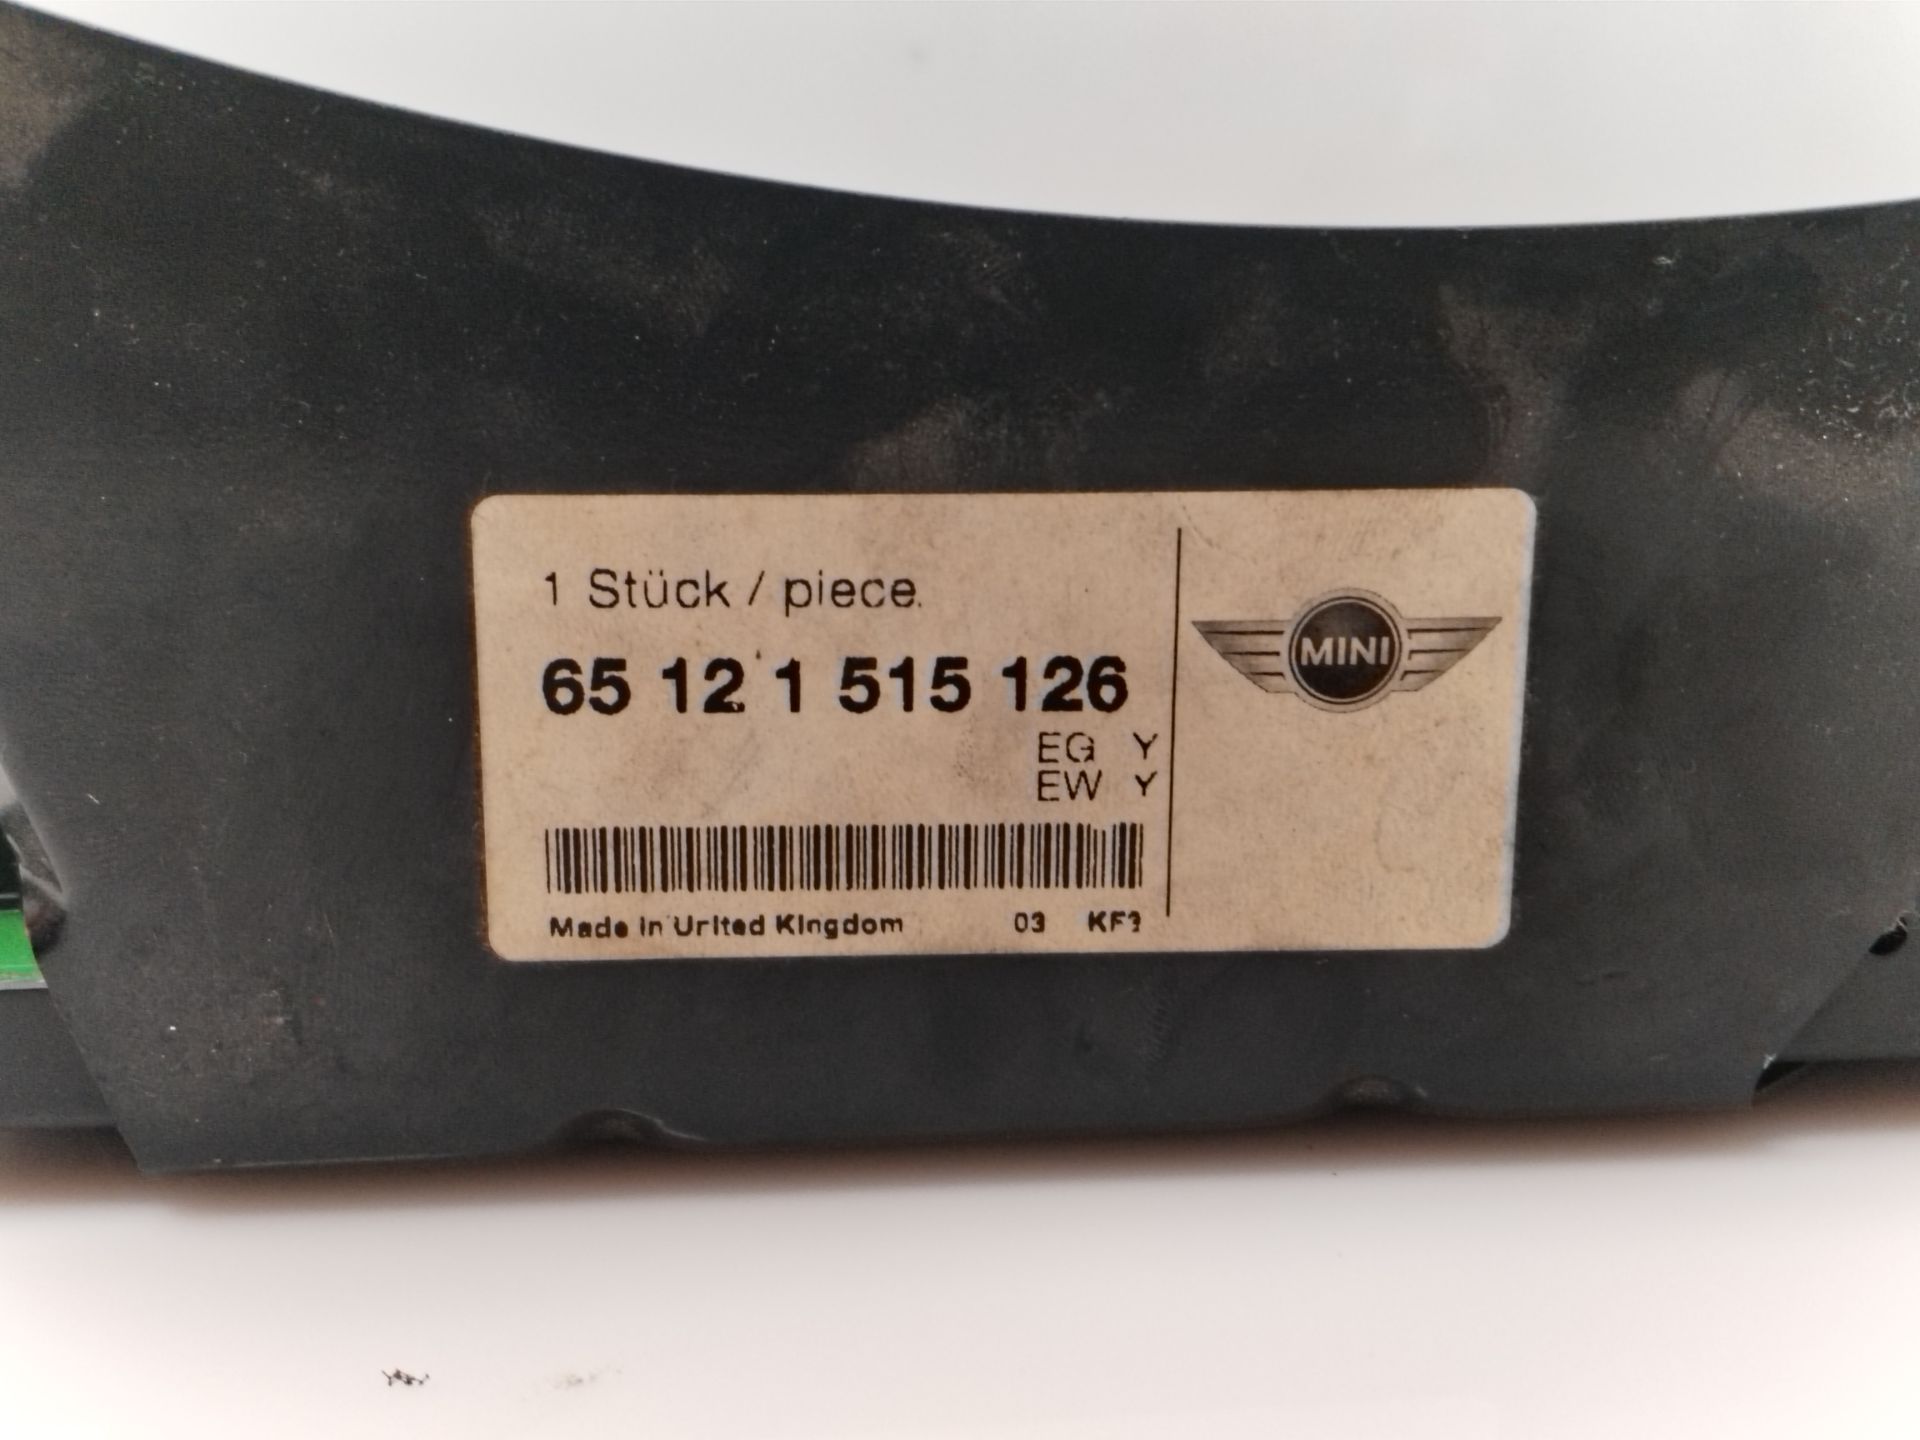 1 Stück / piece.
65 12 1 515 126
EG Y
EW Y
Made in United Kingdom 03
MINI